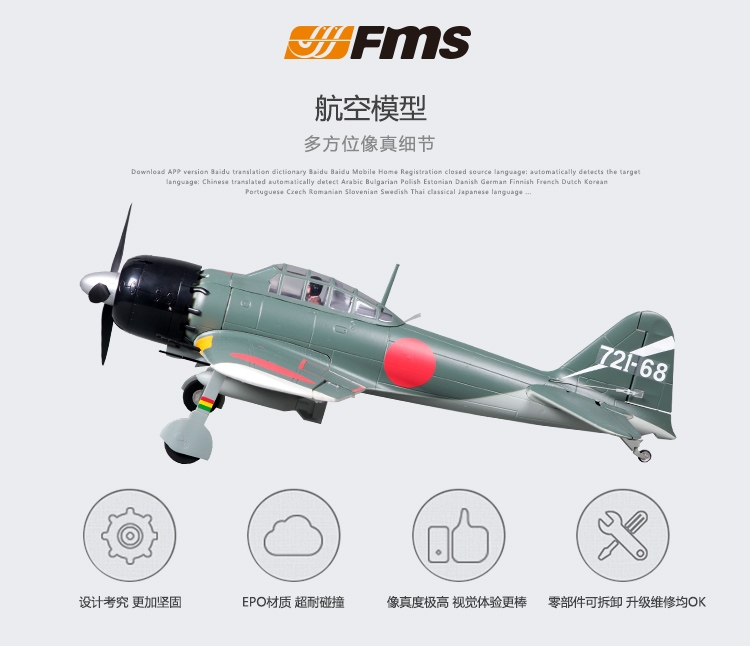 Fms
航空模型
多方位像真细节
Download APP version Baidu translation dictionary Baidu Baidu Mobile Home Registration closed source language: automatically detects the target
language: Chinese translated automatically detect Arabic Bulgarian Polish Estonian Danish German Finnish French Dutch Korean
Portuguese Czech Romanian Slovenian Swedish Thai classical Japanese language ...
721-68
设计考究 更加坚固
EPO材质 超耐碰撞
像真度极高 视觉体验更棒
零部件可拆卸 升级维修均OK